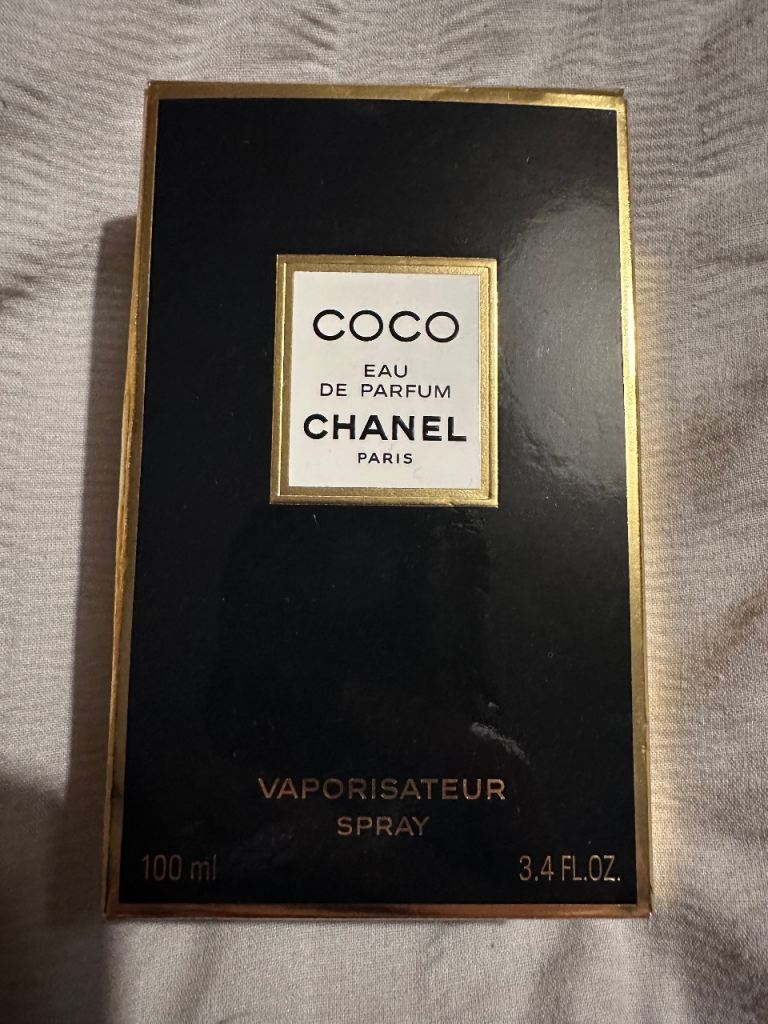 COCO
EAU
DE PARFUM
CHANEL
PARIS
VAPORISATEUR
SPRAY
100 ml 3.4 FL.OZ.